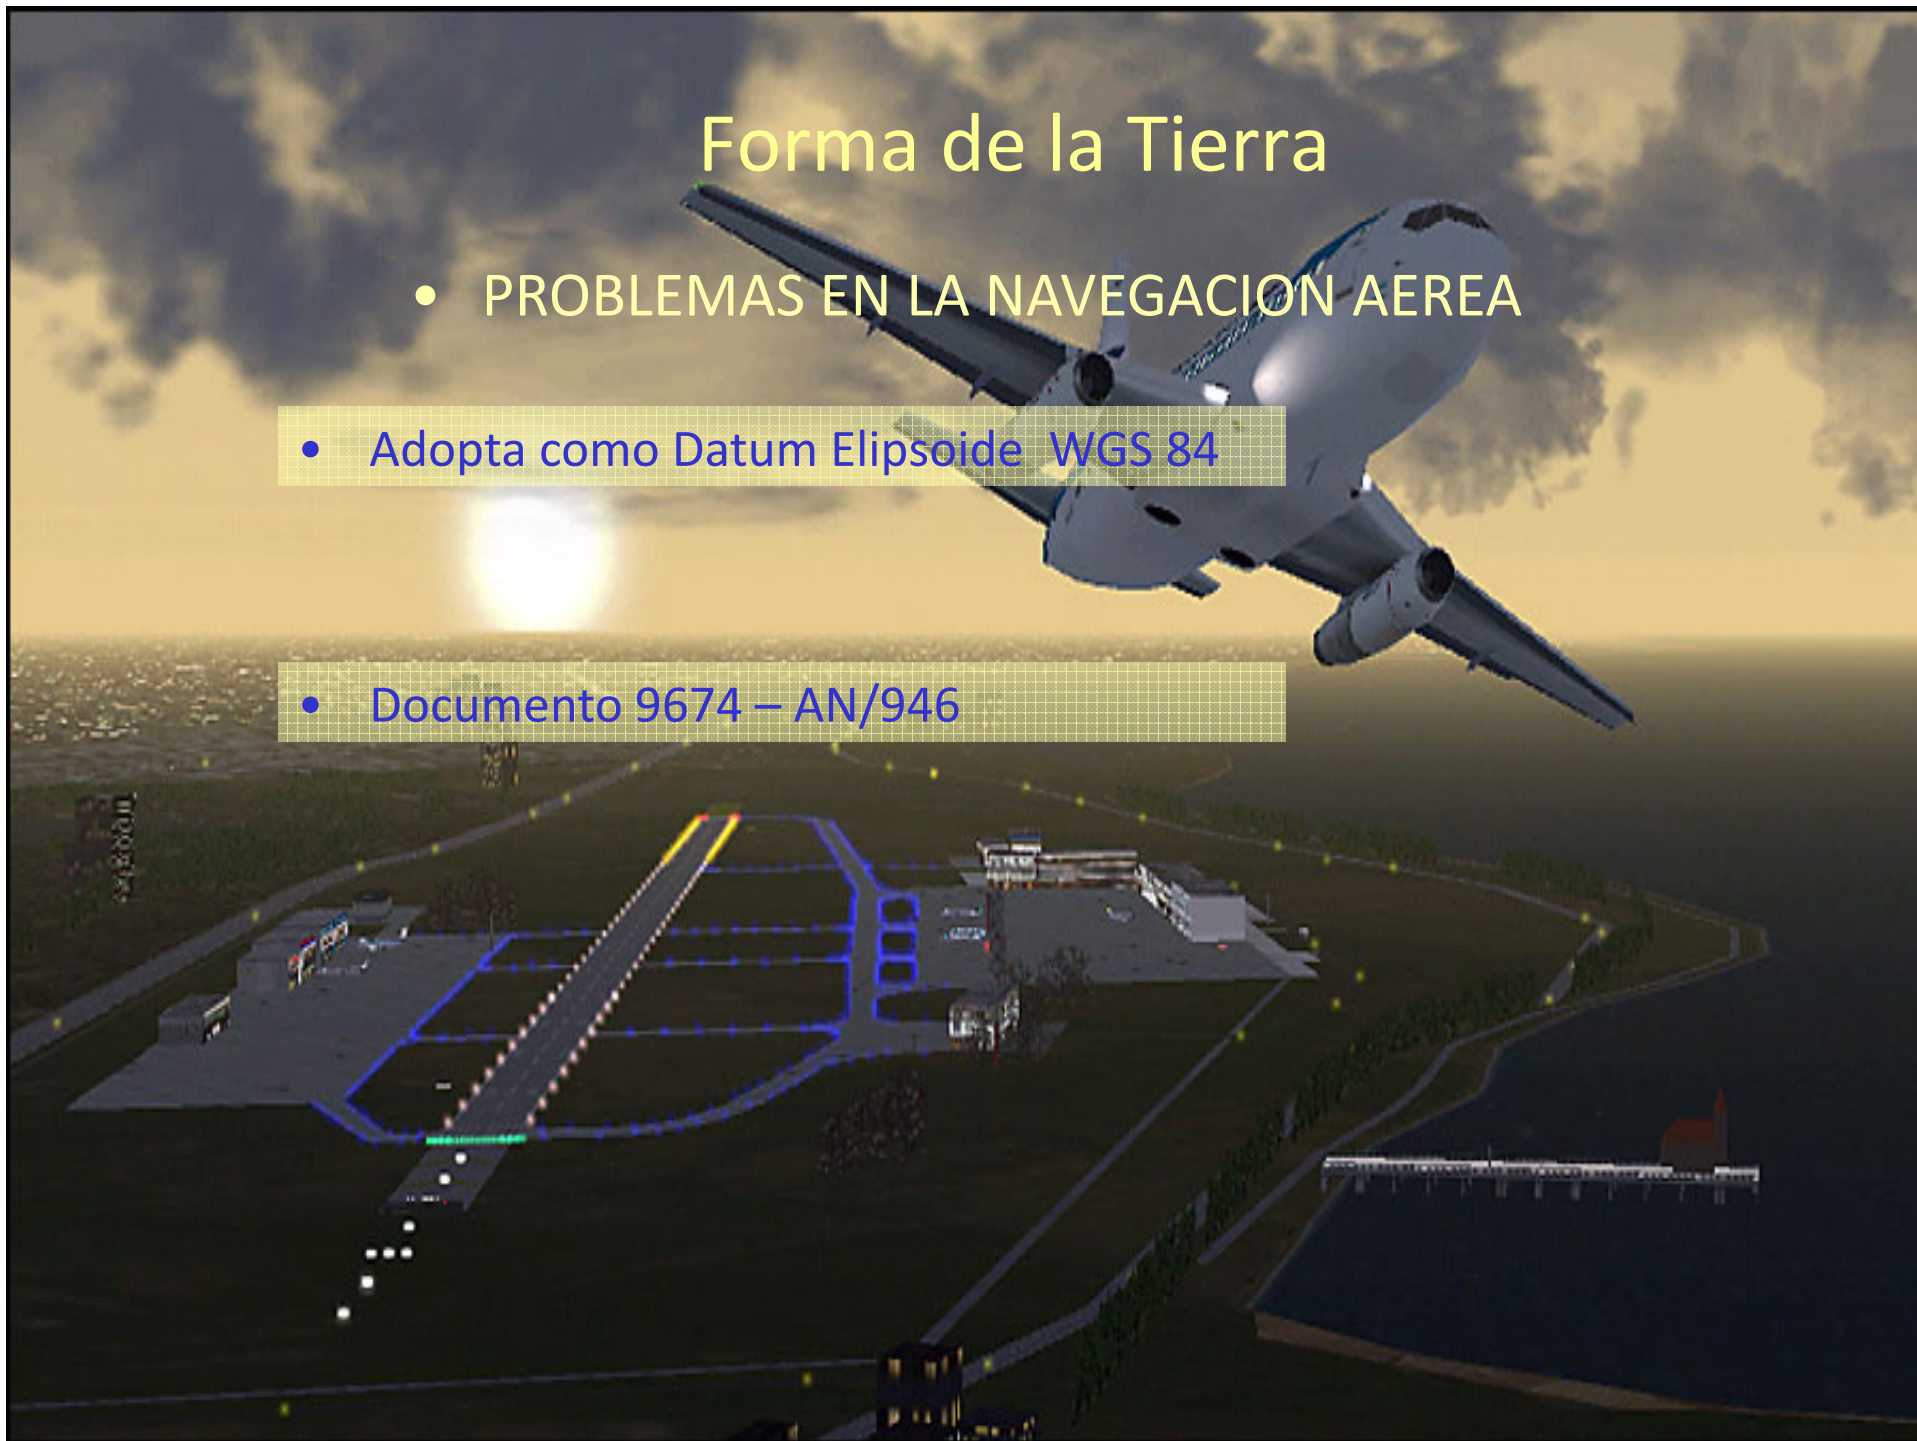 Forma de la Tierra
• PROBLEMAS EN LA NAVEGACION AEREA
• Adopta como Datum Elipsoide WGS 84
• Documento 9674 – AN/946